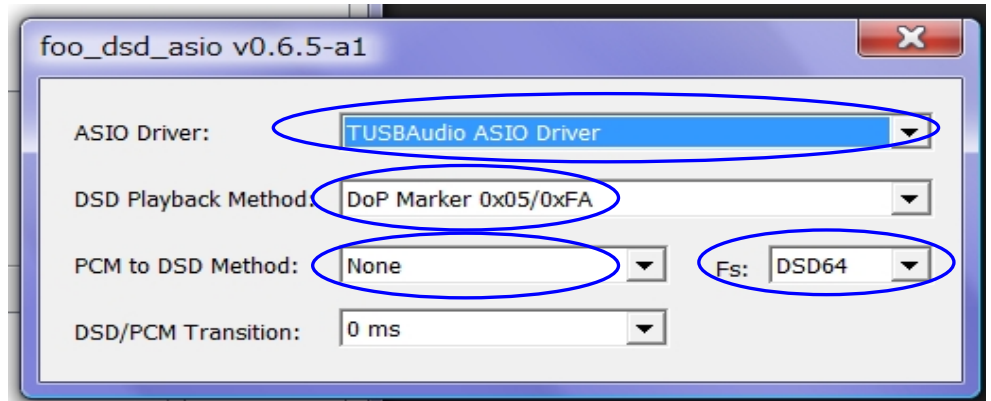 foo_dsd_asio v0.6.5-a1
ASIO Driver: TUSBAudio ASIO Driver
DSD Playback Method: DoP Marker 0x05/0xFA
PCM to DSD Method: None Fs: DSD64
DSD/PCM Transition: 0 ms